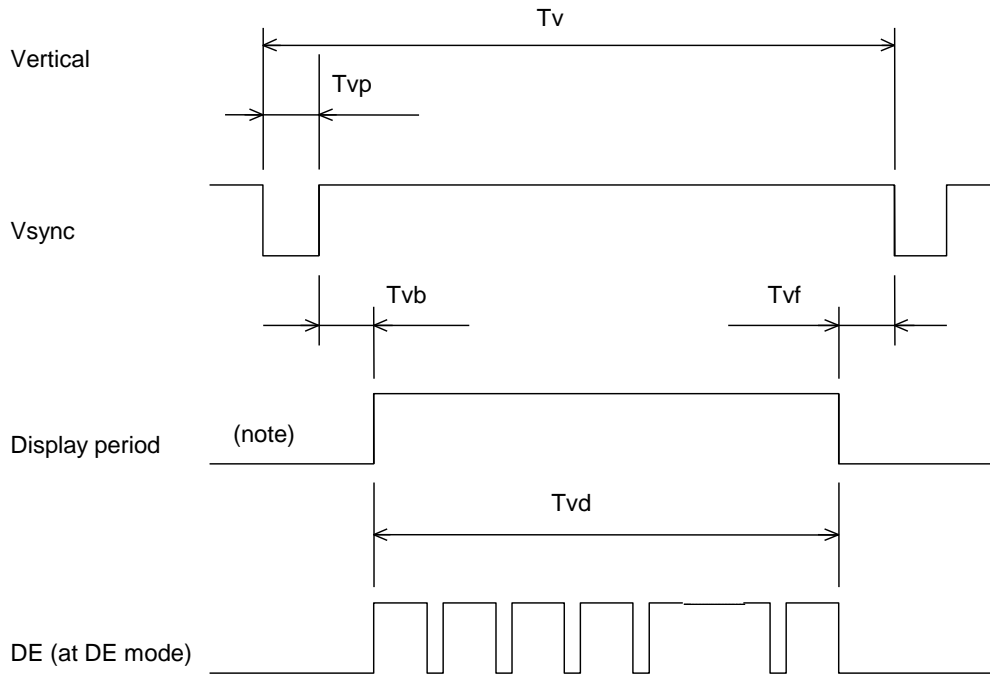 Tv
Vertical
Tvp
Vsync
Tvb
Tvf
Display period
(note)
Tvd
DE (at DE mode)